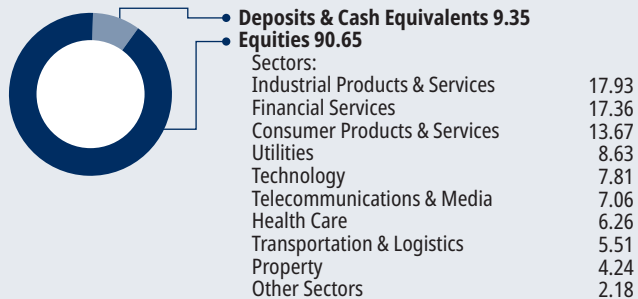 Deposits & Cash Equivalents 9.35
Equities 90.65
Sectors:
Industrial Products & Services 17.93
Financial Services 17.36
Consumer Products & Services 13.67
Utilities 8.63
Technology 7.81
Telecommunications & Media 7.06
Health Care 6.26
Transportation & Logistics 5.51
Property 4.24
Other Sectors 2.18